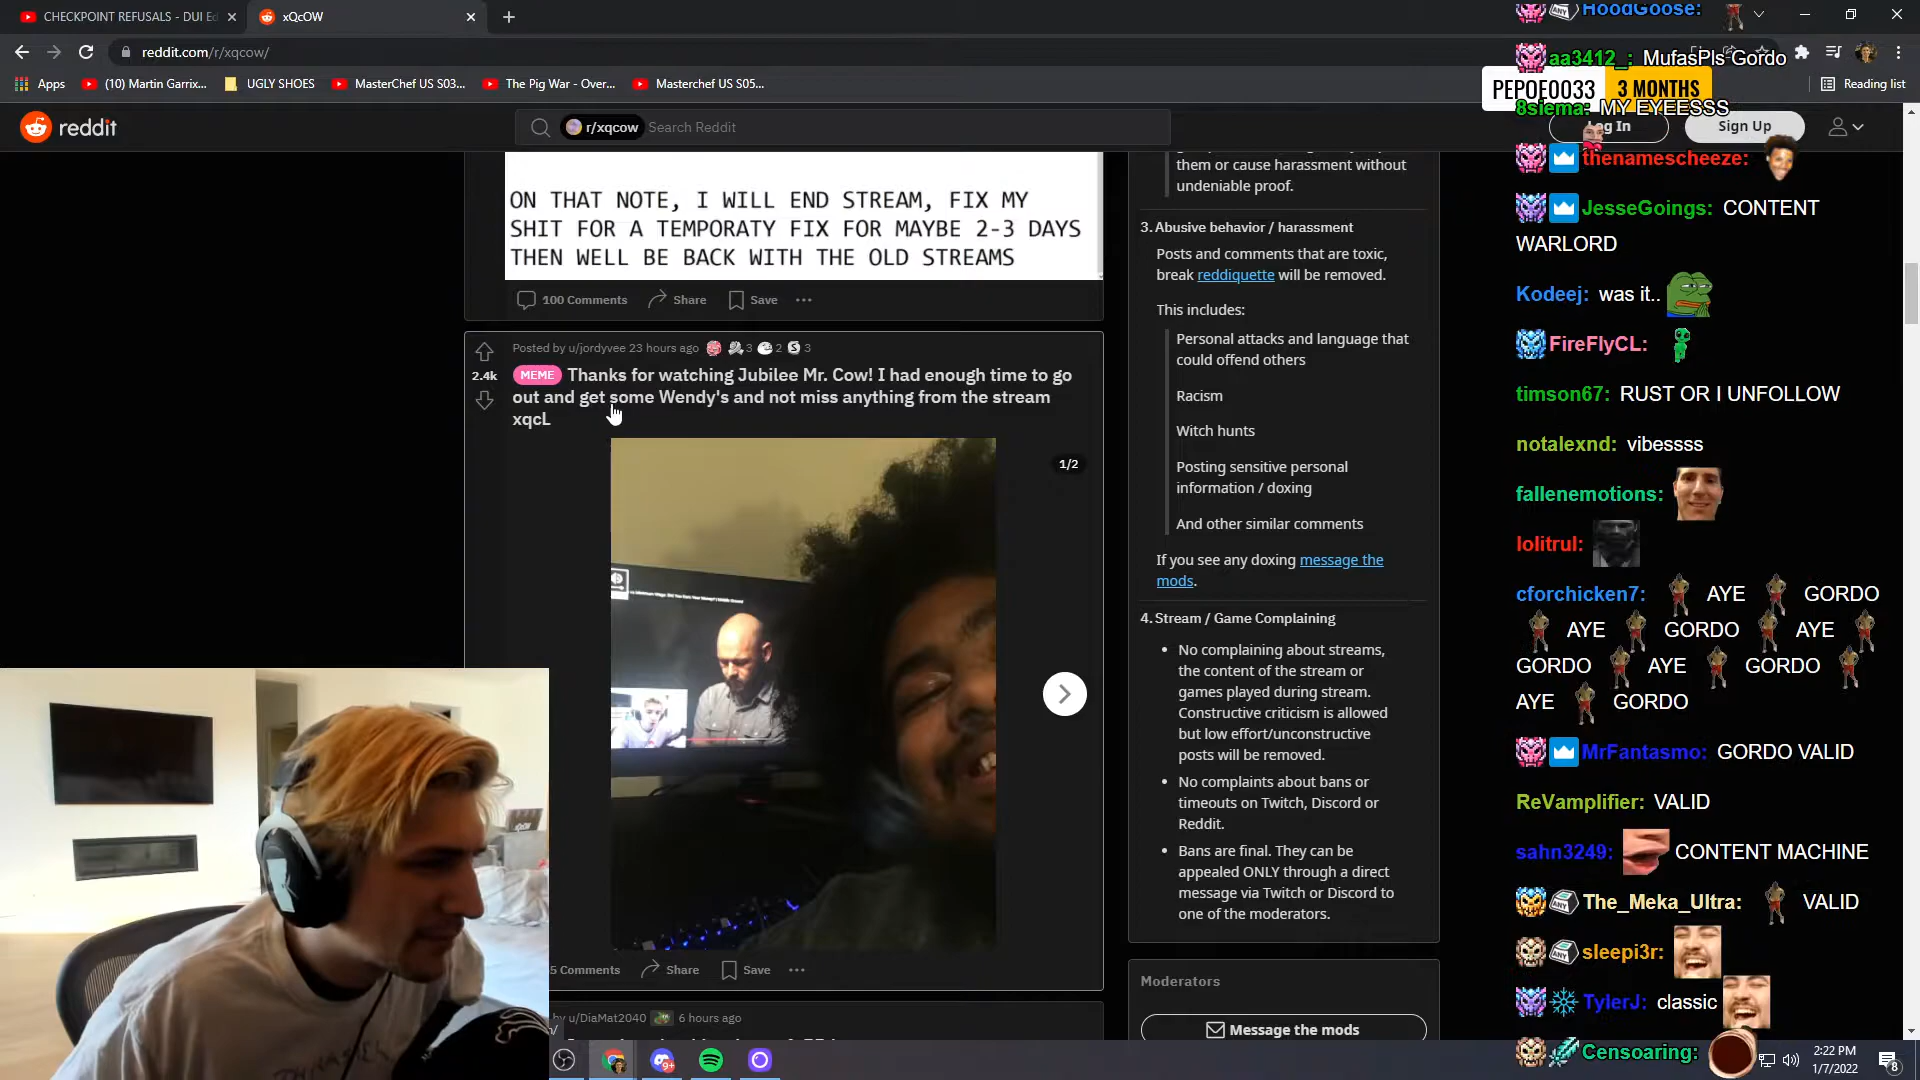 CHECKPOINT REFUSALS - DUI Ed
xQcOW
HoodGoose:
reddit.com/r/xqcow/
aa3412_: MufasPls Gordo
Apps
(10) Martin Garrix...
UGLY SHOES
MasterChef US S03...
The Pig War - Over...
Masterchef US S05...
PEPOFO033 3 MONTHS
Reading list
8siema: MY EYEESSS
reddit
r/xqcow
Search Reddit
Log In
Sign Up
them or cause harassment without
undeniable proof.
ON THAT NOTE, I WILL END STREAM, FIX MY
SHIT FOR A TEMPORATY FIX FOR MAYBE 2-3 DAYS
THEN WELL BE BACK WITH THE OLD STREAMS
100 Comments
Share
Save
Posted by u/jordyvee 23 hours ago
3
2
S 3
2.4k
MEME Thanks for watching Jubilee Mr. Cow! I had enough time to go
out and get some Wendy's and not miss anything from the stream
xqcL
1/2
5 Comments
Share
Save
by u/DiaMat2040
6 hours ago
3. Abusive behavior / harassment
Posts and comments that are toxic,
break reddiquette will be removed.
This includes:
Personal attacks and language that
could offend others
Racism
Witch hunts
Posting sensitive personal
information / doxing
And other similar comments
If you see any doxing message the
mods.
4. Stream / Game Complaining
No complaining about streams,
the content of the stream or
games played during stream.
Constructive criticism is allowed
but low effort/unconstructive
posts will be removed.
No complaints about bans or
timeouts on Twitch, Discord or
Reddit.
Bans are final. They can be
appealed ONLY through a direct
message via Twitch or Discord to
one of the moderators.
Moderators
Message the mods
thenamescheeze:
JesseGoings: CONTENT
WARLORD
Kodeej: was it..
FireFlyCL:
timson67: RUST OR I UNFOLLOW
notalexnd: vibessss
fallenemotions:
lolitrul:
cforchicken7: AYE GORDO
AYE GORDO AYE
GORDO AYE GORDO
AYE GORDO
ANY
MrFantasmo: GORDO VALID
ReVamplifier: VALID
sahn3249: CONTENT MACHINE
ANY The_Meka_Ultra: VALID
ANY sleepi3r:
TylerJ: classic
Censoaring:
9+
2:22 PM
1/7/2022
8